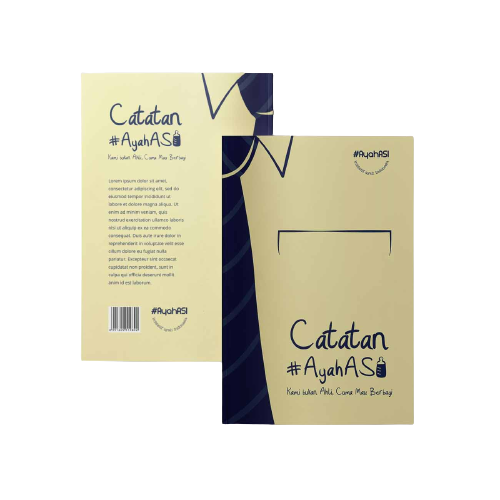 Catatan
#AyahASI
Kami bukan Ahli, Cuma Mau Berbagi
Lorem ipsum dolor sit amet,
consectetur adipiscing elit, sed do
eiusmod tempor incididunt ut
labore et dolore magna aliqua. Ut
enim ad minim veniam, quis
nostrud exercitation ullamco laboris
nisi ut aliquip ex ea commodo
consequat. Duis aute irure dolor in
reprehenderit in voluptate velit esse
cillum dolore eu fugiat nulla
pariatur. Excepteur sint occaecat
cupidatat non proident, sunt in
culpa qui officia deserunt mollit
anim id est laborum.
#AyahASI
#AyahASI
Catatan
#AyahASI
Kami bukan Ahli, Cuma Mau Berbagi